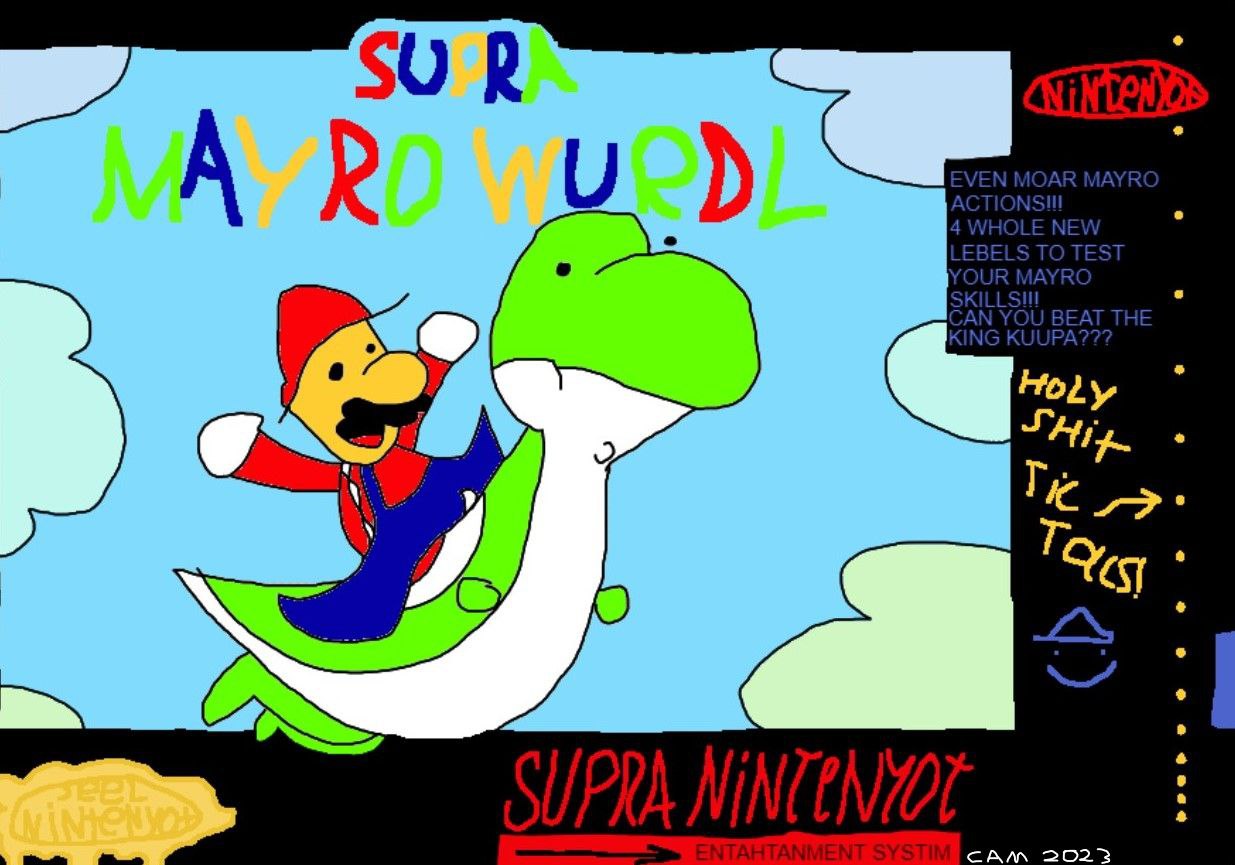 SUPRA
MAYRO WURDL
NiNTENYOt
EVEN MOAR MAYRO
ACTIONS!!!
4 WHOLE NEW
LEBELS TO TEST
YOUR MAYRO
SKILLS!!!
CAN YOU BEAT THE
KING KUUPA???
HOLY
SHit
TiC
TOCS!
SEEL
NiNtENYOt
SUPRA NiNTENYOt
ENTAHTANMENT SYSTIM
CAM 2023